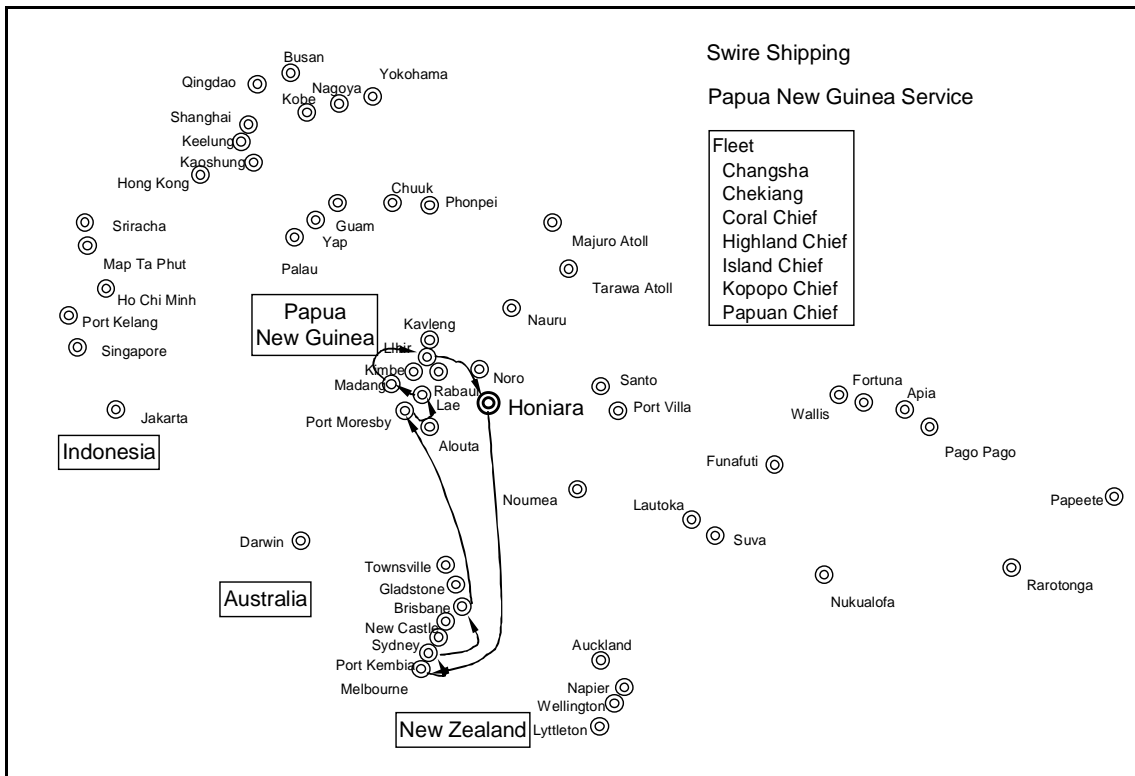 Swire Shipping
Papua New Guinea Service
Fleet
Changsha
Chekiang
Coral Chief
Highland Chief
Island Chief
Kopopo Chief
Papuan Chief
Busan
Qingdao
Nagoya
Yokohama
Kobe
Shanghai
Keelung
Kaoshung
Hong Kong
Chuuk
Phonpei
Guam
Yap
Palau
Sriracha
Map Ta Phut
Ho Chi Minh
Port Kelang
Singapore
Jakarta
Indonesia
Majuro Atoll
Tarawa Atoll
Nauru
Papua
New Guinea
Kavleng
LIhir
Kimbe
Madang
Rabaul
Lae
Noro
Honiara
Port Moresby
Alouta
Santo
Port Villa
Fortuna
Wallis
Apia
Pago Pago
Funafuti
Papeete
Noumea
Lautoka
Suva
Nukualofa
Rarotonga
Darwin
Australia
Townsville
Gladstone
Brisbane
New Castle
Sydney
Port Kembia
Melbourne
Auckland
Napier
Wellington
Lyttleton
New Zealand